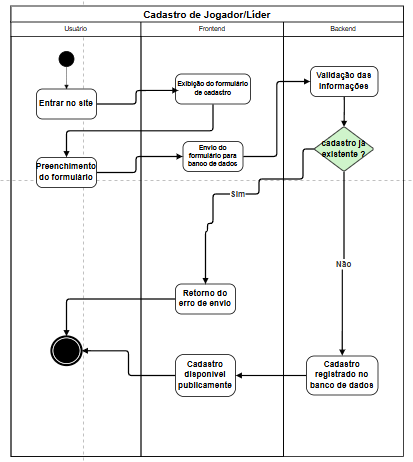 Cadastro de Jogador/Líder
Usuário
Frontend
Backend
Entrar no site
Exibição do formulário
de cadastro
Validação das
Informações
Preenchimento
do formulário
Envio do
formulário para
banco de dados
cadastro já
existente ?
Sim
Não
Retorno do
erro de envio
Cadastro
disponível
publicamente
Cadastro
registrado no
banco de dados